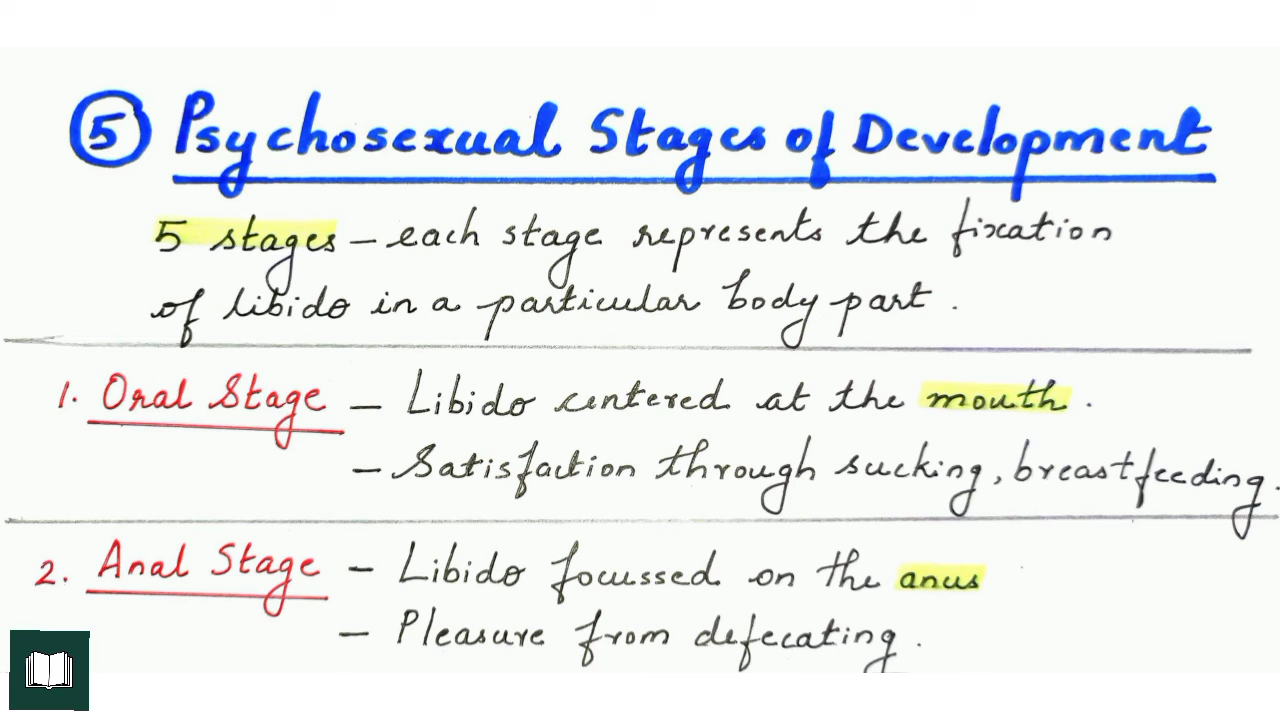 5 Psychosexual Stages of Development
5 stages – each stage represents the fixation
of libido in a particular body part.
1. Oral Stage – Libido centered at the mouth.
– Satisfaction through sucking, breastfeeding.
2. Anal Stage – Libido focussed on the anus
– Pleasure from defecating.